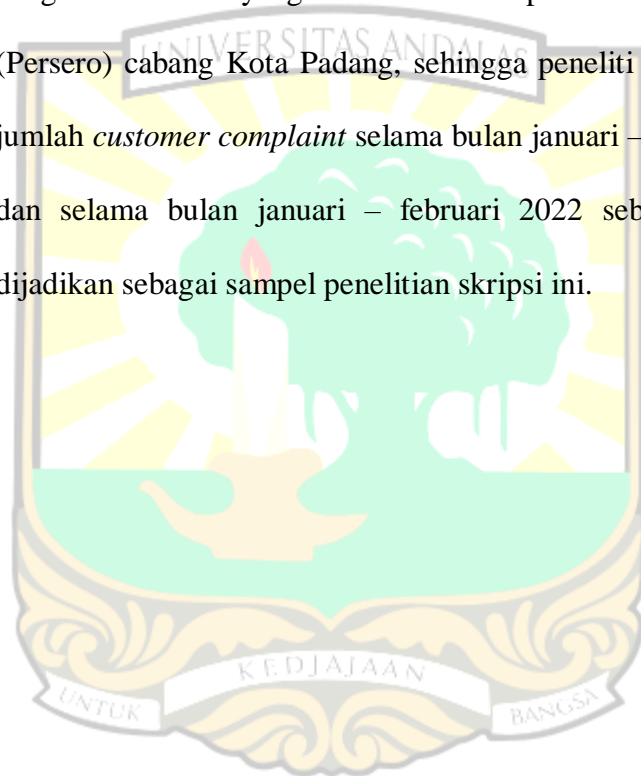 UNIVERSITAS ANDALAS
(Persero) cabang Kota Padang, sehingga peneliti
jumlah customer complaint selama bulan januari –
dan selama bulan januari – februari 2022 seb
dijadikan sebagai sampel penelitian skripsi ini.
KEDJAJAAN
UNTUK BANGSA